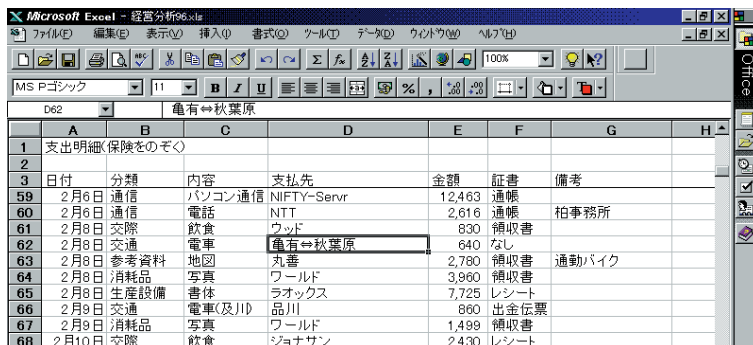 Microsoft Excel - 経営分析96.xls
ファイル(F) 編集(E) 表示(V) 挿入(I) 書式(O) ツール(T) データ(D) ウィンドウ(W) ヘルプ(H)
100%
MS Pゴシック 11 B I U % ,
D62 亀有⇔秋葉原
A B C D E F G H
1 支出明細(保険をのぞく)
2
3 日付 分類 内容 支払先 金額 証書 備考
59 2月6日 通信 パソコン通信 NIFTY-Servr 12,463 通帳
60 2月6日 通信 電話 NTT 2,616 通帳 柏事務所
61 2月8日 交際 飲食 ウッド 830 領収書
62 2月8日 交通 電車 亀有⇔秋葉原 640 なし
63 2月8日 参考資料 地図 丸善 2,780 領収書 通勤バイク
64 2月8日 消耗品 写真 ワールド 3,960 領収書
65 2月8日 生産設備 書体 ラオックス 7,725 レシート
66 2月9日 交通 電車(及川) 品川 860 出金伝票
67 2月9日 消耗品 写真 ワールド 1,499 領収書
68 2月10日 交際 飲食 ジョナサン 2,430 レシート
Office